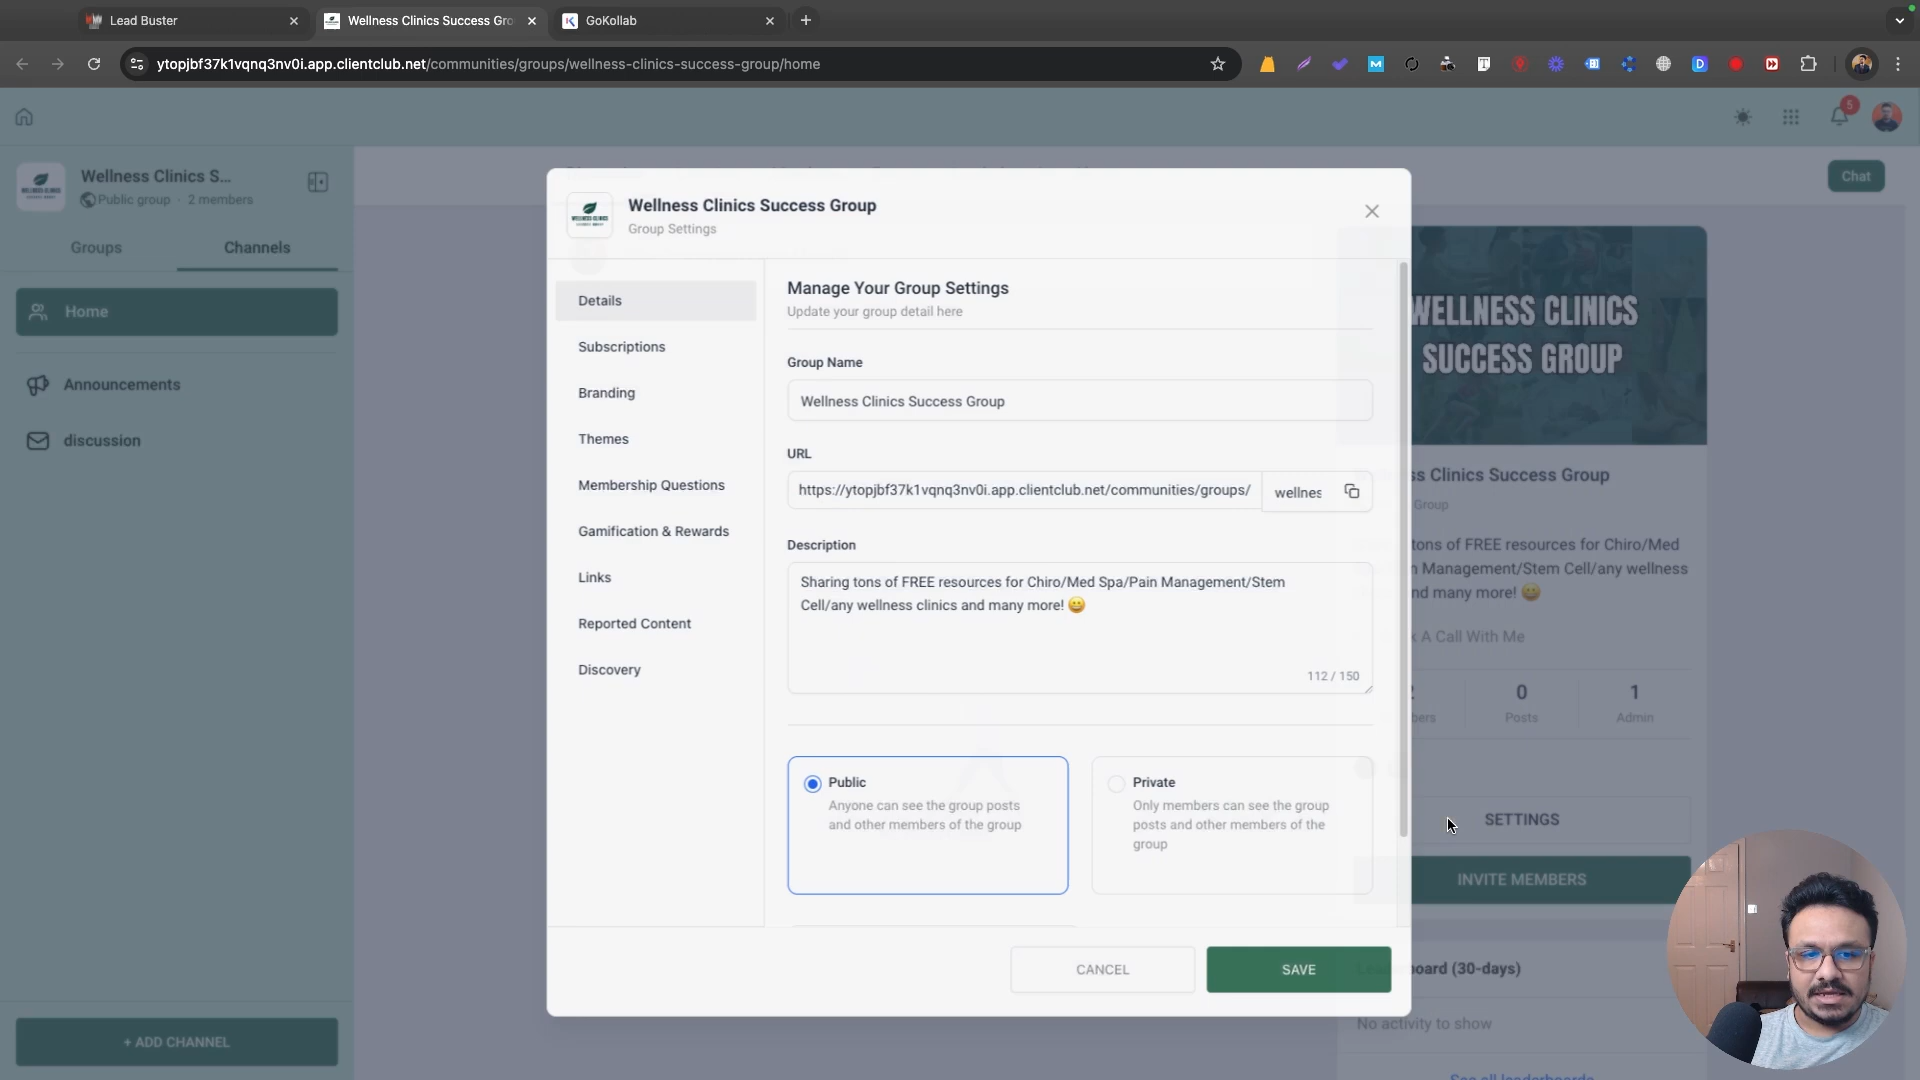 Lead Buster
Wellness Clinics Success Gro
GoKollab
ytopjbf37k1vqnq3nv0i.app.clientclub.net/communities/groups/wellness-clinics-success-group/home
5
Wellness Clinics S...
Public group · 2 members
Chat
Groups
Channels
Home
Announcements
discussion
+ ADD CHANNEL
Wellness Clinics Success Group
Group Settings
Details
Subscriptions
Branding
Themes
Membership Questions
Gamification & Rewards
Links
Reported Content
Discovery
Manage Your Group Settings
Update your group detail here
Group Name
Wellness Clinics Success Group
URL
https://ytopjbf37k1vqnq3nv0i.app.clientclub.net/communities/groups/
wellnes
Description
Sharing tons of FREE resources for Chiro/Med Spa/Pain Management/Stem
Cell/any wellness clinics and many more! 😀
112 / 150
Public
Anyone can see the group posts
and other members of the group
Private
Only members can see the group
posts and other members of the
group
CANCEL
SAVE
WELLNESS CLINICS
SUCCESS GROUP
Clinics Success Group
Group
tons of FREE resources for Chiro/Med
Management/Stem Cell/any wellness
and many more! 😀
A Call With Me
0
1
Posts
Admin
SETTINGS
INVITE MEMBERS
Leaderboard (30-days)
No activity to show
See all leaderboards